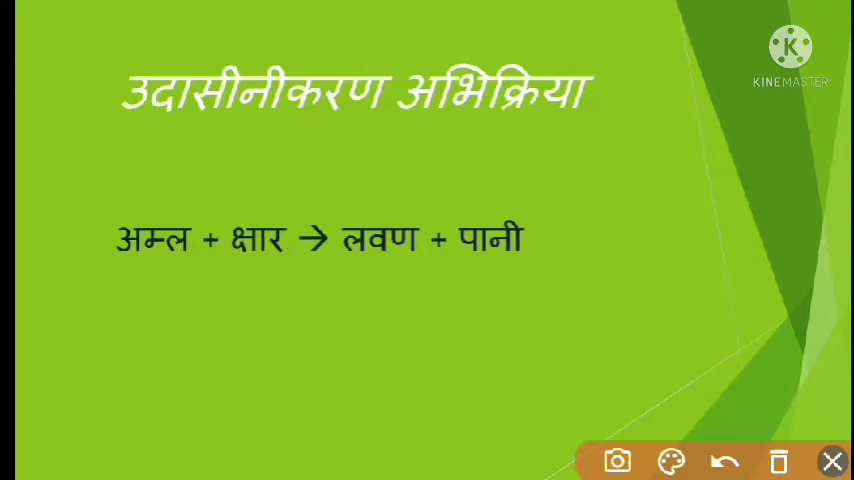 K
KINEMASTER
उदासीनीकरण अभिक्रिया
अम्ल + क्षार → लवण + पानी